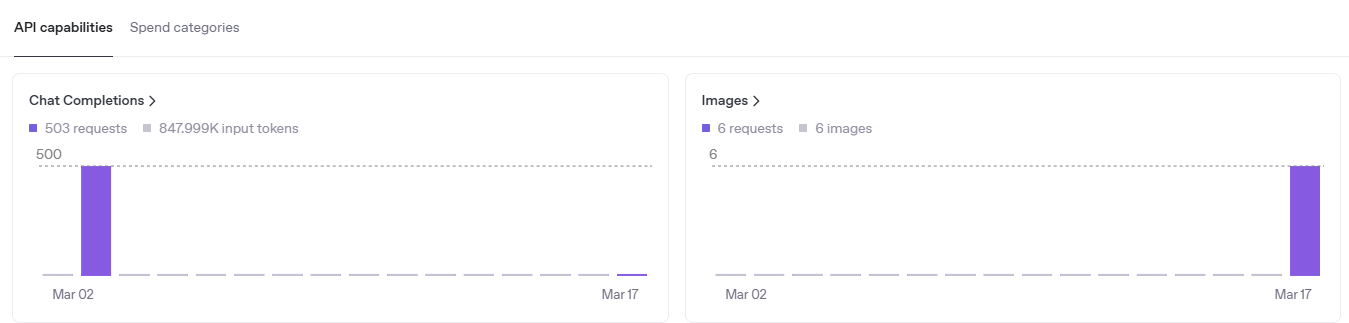 API capabilities Spend categories
Chat Completions
503 requests 847.999K input tokens
500
Mar 02 Mar 17
Images
6 requests 6 images
6
Mar 02 Mar 17